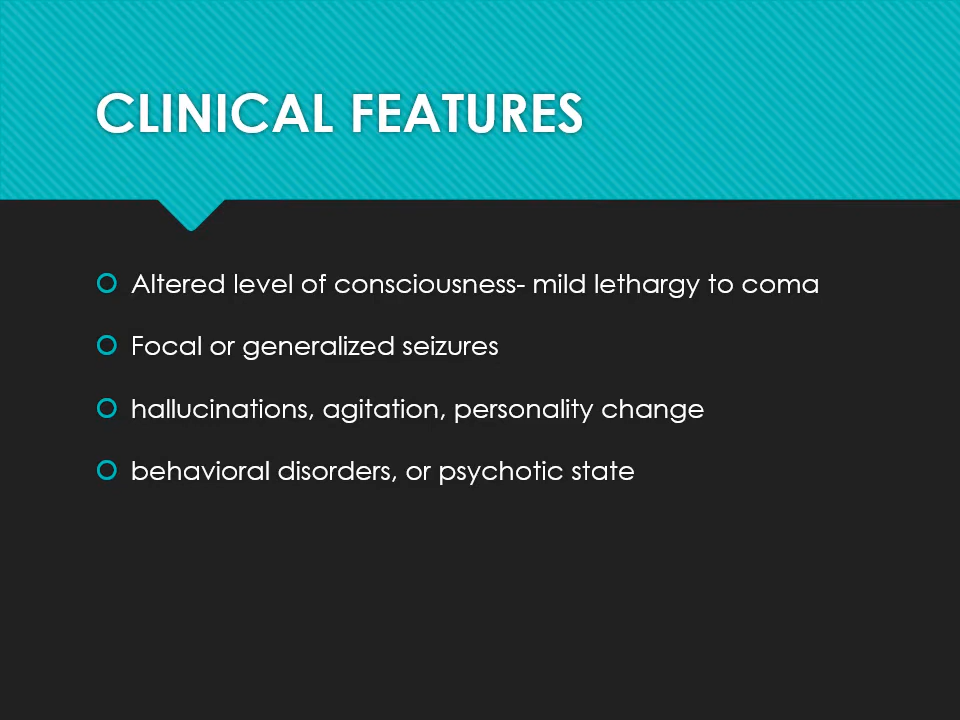 CLINICAL FEATURES
Altered level of consciousness- mild lethargy to coma
Focal or generalized seizures
hallucinations, agitation, personality change
behavioral disorders, or psychotic state